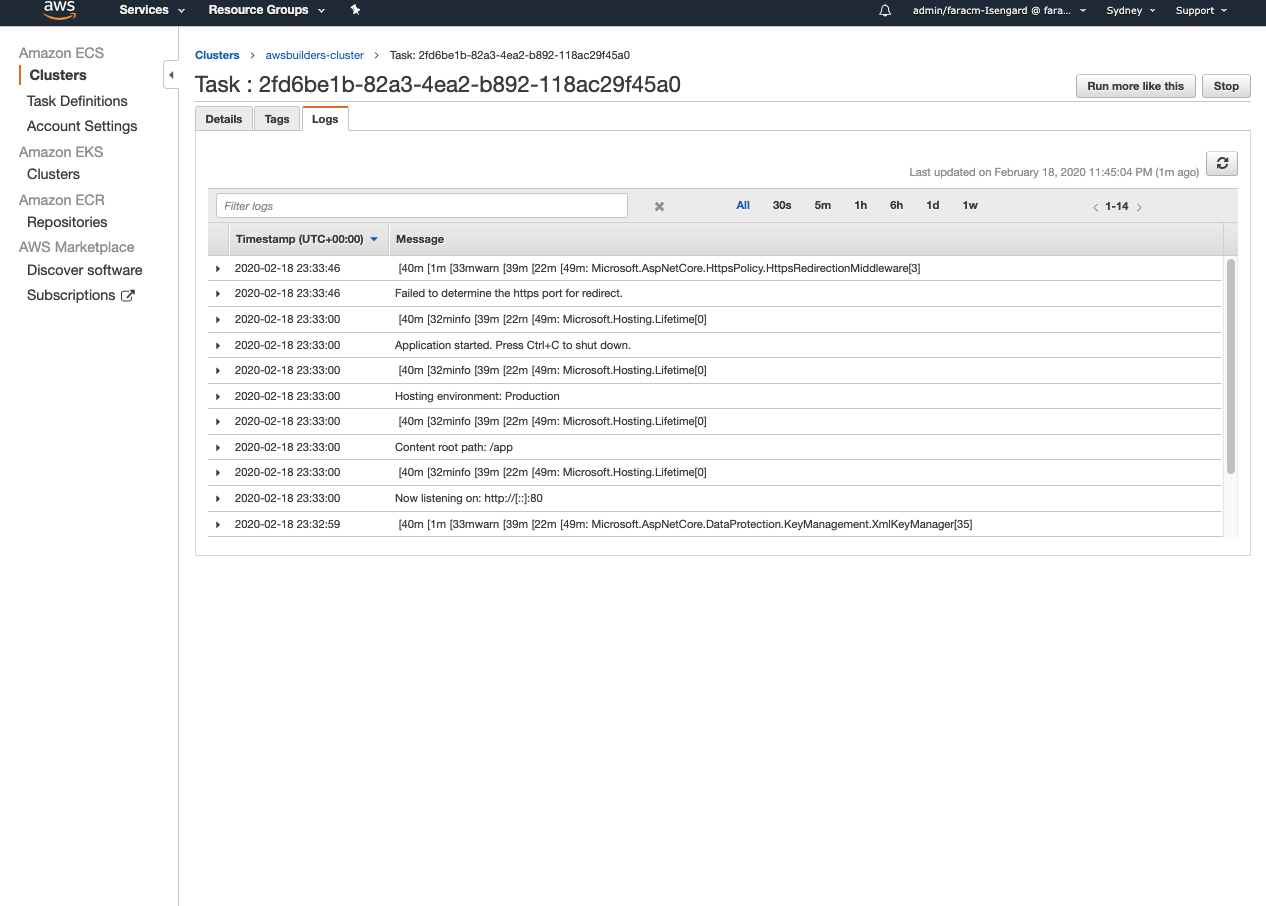 aws Services Resource Groups admin/faracm-Isengard @ fara... Sydney Support
Amazon ECS
Clusters
Task Definitions
Account Settings
Amazon EKS
Clusters
Amazon ECR
Repositories
AWS Marketplace
Discover software
Subscriptions
Clusters > awsbuilders-cluster > Task: 2fd6be1b-82a3-4ea2-b892-118ac29f45a0
Task : 2fd6be1b-82a3-4ea2-b892-118ac29f45a0
Run more like this Stop
Details Tags Logs
Last updated on February 18, 2020 11:45:04 PM (1m ago)
Filter logs All 30s 5m 1h 6h 1d 1w < 1-14 >
Timestamp (UTC+00:00) Message
2020-02-18 23:33:46 [40m [1m [33mwarn [39m [22m [49m: Microsoft.AspNetCore.HttpsPolicy.HttpsRedirectionMiddleware[3]
2020-02-18 23:33:46 Failed to determine the https port for redirect.
2020-02-18 23:33:00 [40m [32minfo [39m [22m [49m: Microsoft.Hosting.Lifetime[0]
2020-02-18 23:33:00 Application started. Press Ctrl+C to shut down.
2020-02-18 23:33:00 [40m [32minfo [39m [22m [49m: Microsoft.Hosting.Lifetime[0]
2020-02-18 23:33:00 Hosting environment: Production
2020-02-18 23:33:00 [40m [32minfo [39m [22m [49m: Microsoft.Hosting.Lifetime[0]
2020-02-18 23:33:00 Content root path: /app
2020-02-18 23:33:00 [40m [32minfo [39m [22m [49m: Microsoft.Hosting.Lifetime[0]
2020-02-18 23:33:00 Now listening on: http://[::]:80
2020-02-18 23:32:59 [40m [1m [33mwarn [39m [22m [49m: Microsoft.AspNetCore.DataProtection.KeyManagement.XmlKeyManager[35]